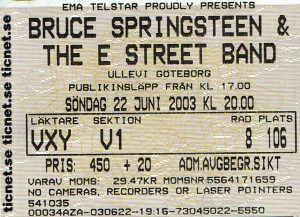 EMA TELSTAR PROUDLY PRESENTS
BRUCE SPRINGSTEEN &
THE E STREET BAND
ULLEVI GÖTEBORG
PUBLIKINSLÄPP FRÅN KL 17.00
SÖNDAG 22 JUNI 2003 KL 20.00
LÄKTARE SEKTION RAD PLATS
VXY V1 8 106
PRIS 450 + 20 ADM.AVGBEGR.SIKT
VARAV MOMS: 29.47KR MOMSNR:5564171659
NO CAMERAS, RECORDERS OR LASER POINTERS
541035
00034AZA-030622-19:16-73045022-5550
ticnet.se ticnet.se ticnet.se